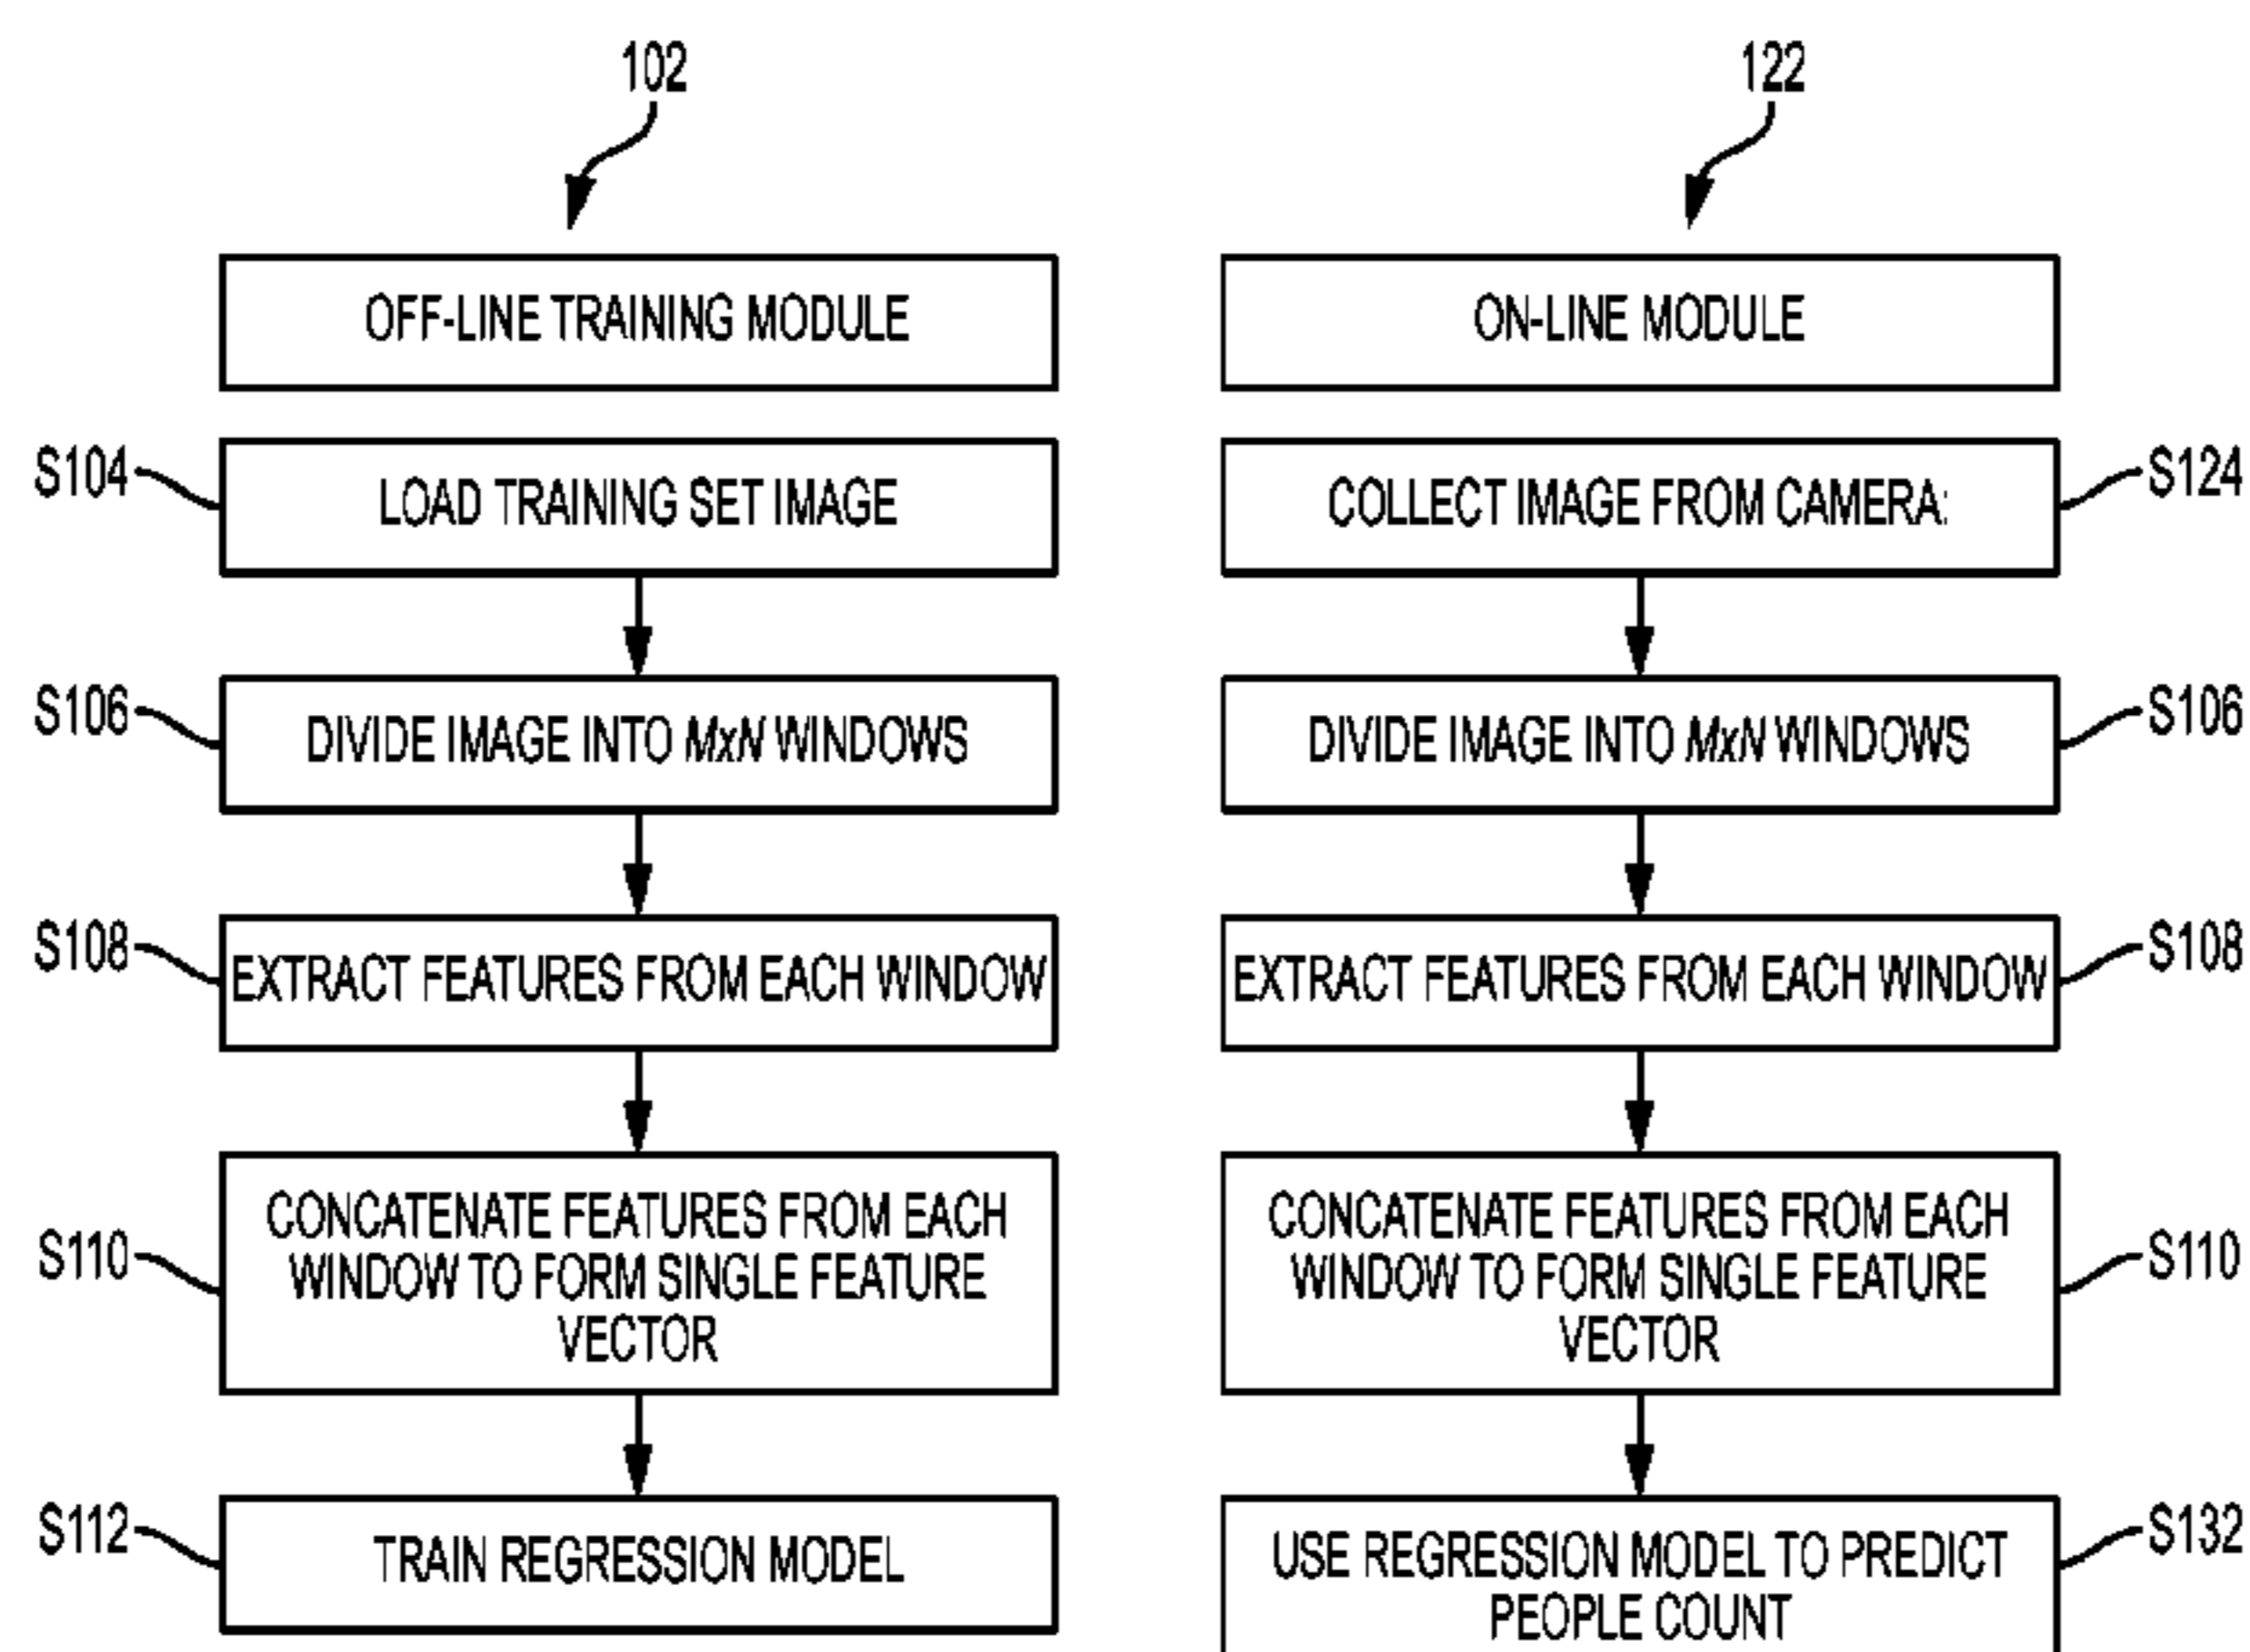 102
OFF-LINE TRAINING MODULE
S104
LOAD TRAINING SET IMAGE
S106
DIVIDE IMAGE INTO MxN WINDOWS
S108
EXTRACT FEATURES FROM EACH WINDOW
S110
CONCATENATE FEATURES FROM EACH
WINDOW TO FORM SINGLE FEATURE
VECTOR
S112
TRAIN REGRESSION MODEL
122
ON-LINE MODULE
COLLECT IMAGE FROM CAMERA:
S124
DIVIDE IMAGE INTO MxN WINDOWS
S106
EXTRACT FEATURES FROM EACH WINDOW
S108
CONCATENATE FEATURES FROM EACH
WINDOW TO FORM SINGLE FEATURE
VECTOR
S110
USE REGRESSION MODEL TO PREDICT
PEOPLE COUNT
S132